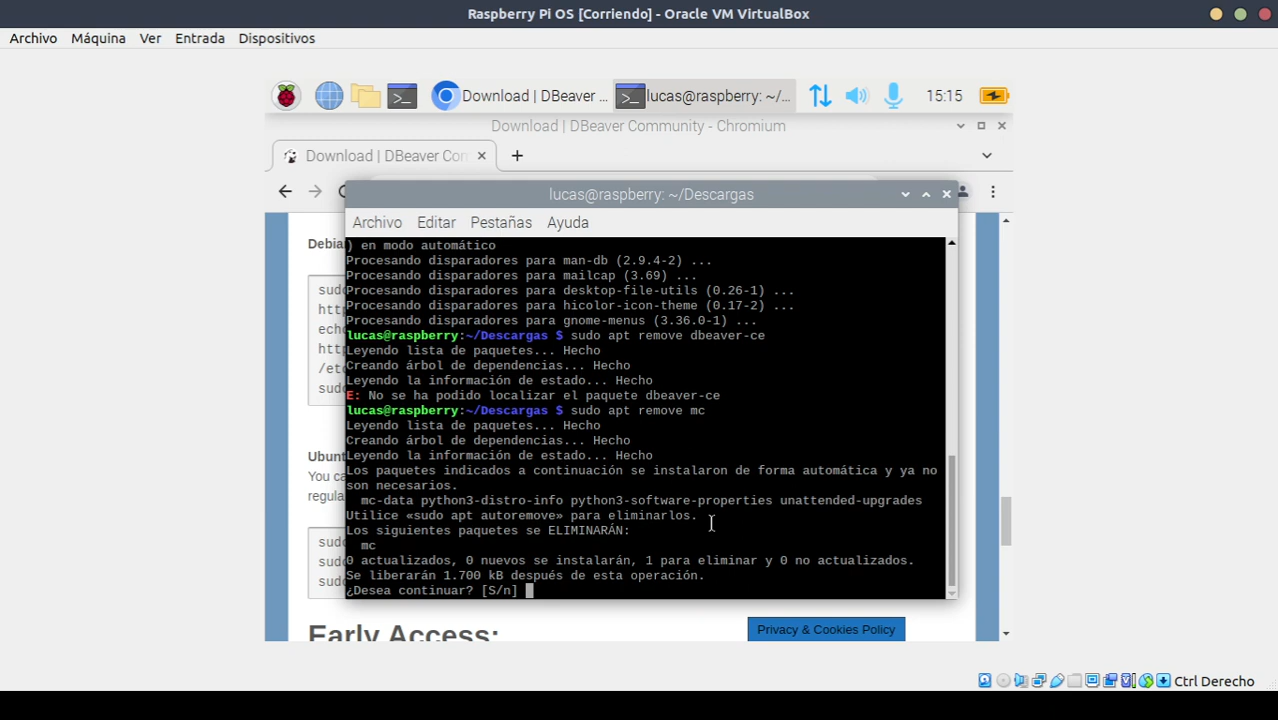 Raspberry Pi OS [Corriendo] - Oracle VM VirtualBox
Archivo Máquina Ver Entrada Dispositivos
Download | DBeaver ... lucas@raspberry: ~/... 15:15
Download | DBeaver Community - Chromium
Download | DBeaver Com
lucas@raspberry: ~/Descargas
Archivo Editar Pestañas Ayuda
Debia
sudo
http
echo
http
/etc
sudo
Ubunt
You ca
regula
sudo
sudo
sudo
) en modo automático
Procesando disparadores para man-db (2.9.4-2) ...
Procesando disparadores para mailcap (3.69) ...
Procesando disparadores para desktop-file-utils (0.26-1) ...
Procesando disparadores para hicolor-icon-theme (0.17-2) ...
Procesando disparadores para gnome-menus (3.36.0-1) ...
lucas@raspberry:~/Descargas $ sudo apt remove dbeaver-ce
Leyendo lista de paquetes... Hecho
Creando árbol de dependencias... Hecho
Leyendo la información de estado... Hecho
E: No se ha podido localizar el paquete dbeaver-ce
lucas@raspberry:~/Descargas $ sudo apt remove mc
Leyendo lista de paquetes... Hecho
Creando árbol de dependencias... Hecho
Leyendo la información de estado... Hecho
Los paquetes indicados a continuación se instalaron de forma automática y ya no
son necesarios.
mc-data python3-distro-info python3-software-properties unattended-upgrades
Utilice «sudo apt autoremove» para eliminarlos.
Los siguientes paquetes se ELIMINARÁN:
mc
0 actualizados, 0 nuevos se instalarán, 1 para eliminar y 0 no actualizados.
Se liberarán 1.700 kB después de esta operación.
¿Desea continuar? [S/n]
Early Access:
Privacy & Cookies Policy
Ctrl Derecho